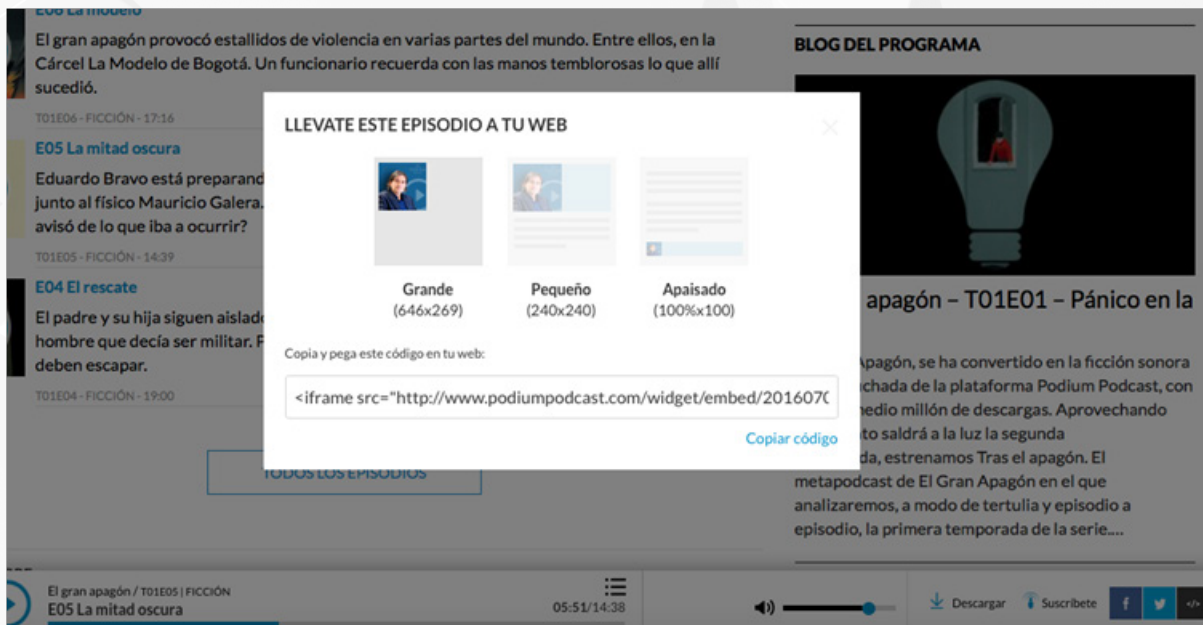 E06 La modelo
El gran apagón provocó estallidos de violencia en varias partes del mundo. Entre ellos, en la
Cárcel La Modelo de Bogotá. Un funcionario recuerda con las manos temblorosas lo que allí
sucedió.
T01E06 - FICCIÓN - 17:16
E05 La mitad oscura
Eduardo Bravo está preparand
junto al físico Mauricio Galera.
avisó de lo que iba a ocurrir?
T01E05 - FICCIÓN - 14:39
E04 El rescate
El padre y su hija siguen aislad
hombre que decía ser militar. P
deben escapar.
T01E04 - FICCIÓN - 19:00
TODOS LOS EPISODIOS
LLEVATE ESTE EPISODIO A TU WEB
Grande
(646x269)
Pequeño
(240x240)
Apaisado
(100%x100)
Copia y pega este código en tu web:
<iframe src="http://www.podiumpodcast.com/widget/embed/2016070
Copiar código
BLOG DEL PROGRAMA
apagón – T01E01 – Pánico en la
Apagón, se ha convertido en la ficción sonora
chada de la plataforma Podium Podcast, con
medio millón de descargas. Aprovechando
to saldrá a la luz la segunda
da, estrenamos Tras el apagón. El
metapodcast de El Gran Apagón en el que
analizaremos, a modo de tertulia y episodio a
episodio, la primera temporada de la serie....
El gran apagón / T01E05 | FICCIÓN
E05 La mitad oscura
05:51/14:38
Descargar
Suscríbete